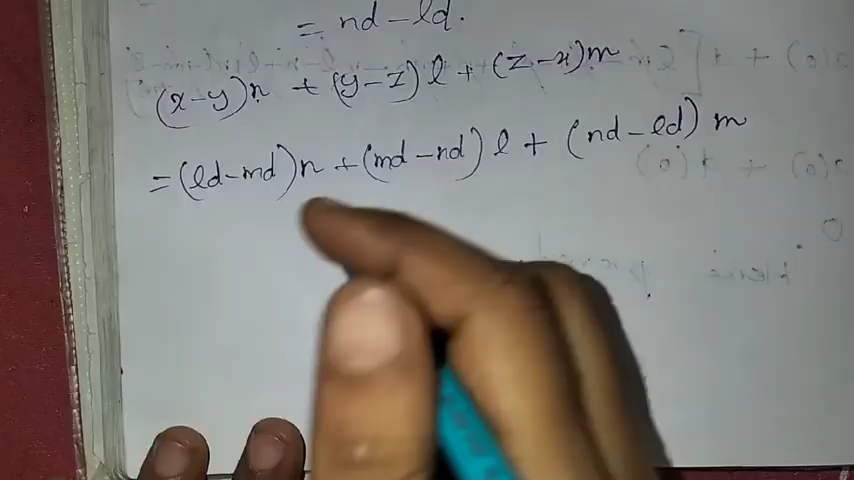 = nd - ld.
(x-y)n + (y-z)l + (z-x)m
= (ld-md)n + (md-nd)l + (nd-ld)m